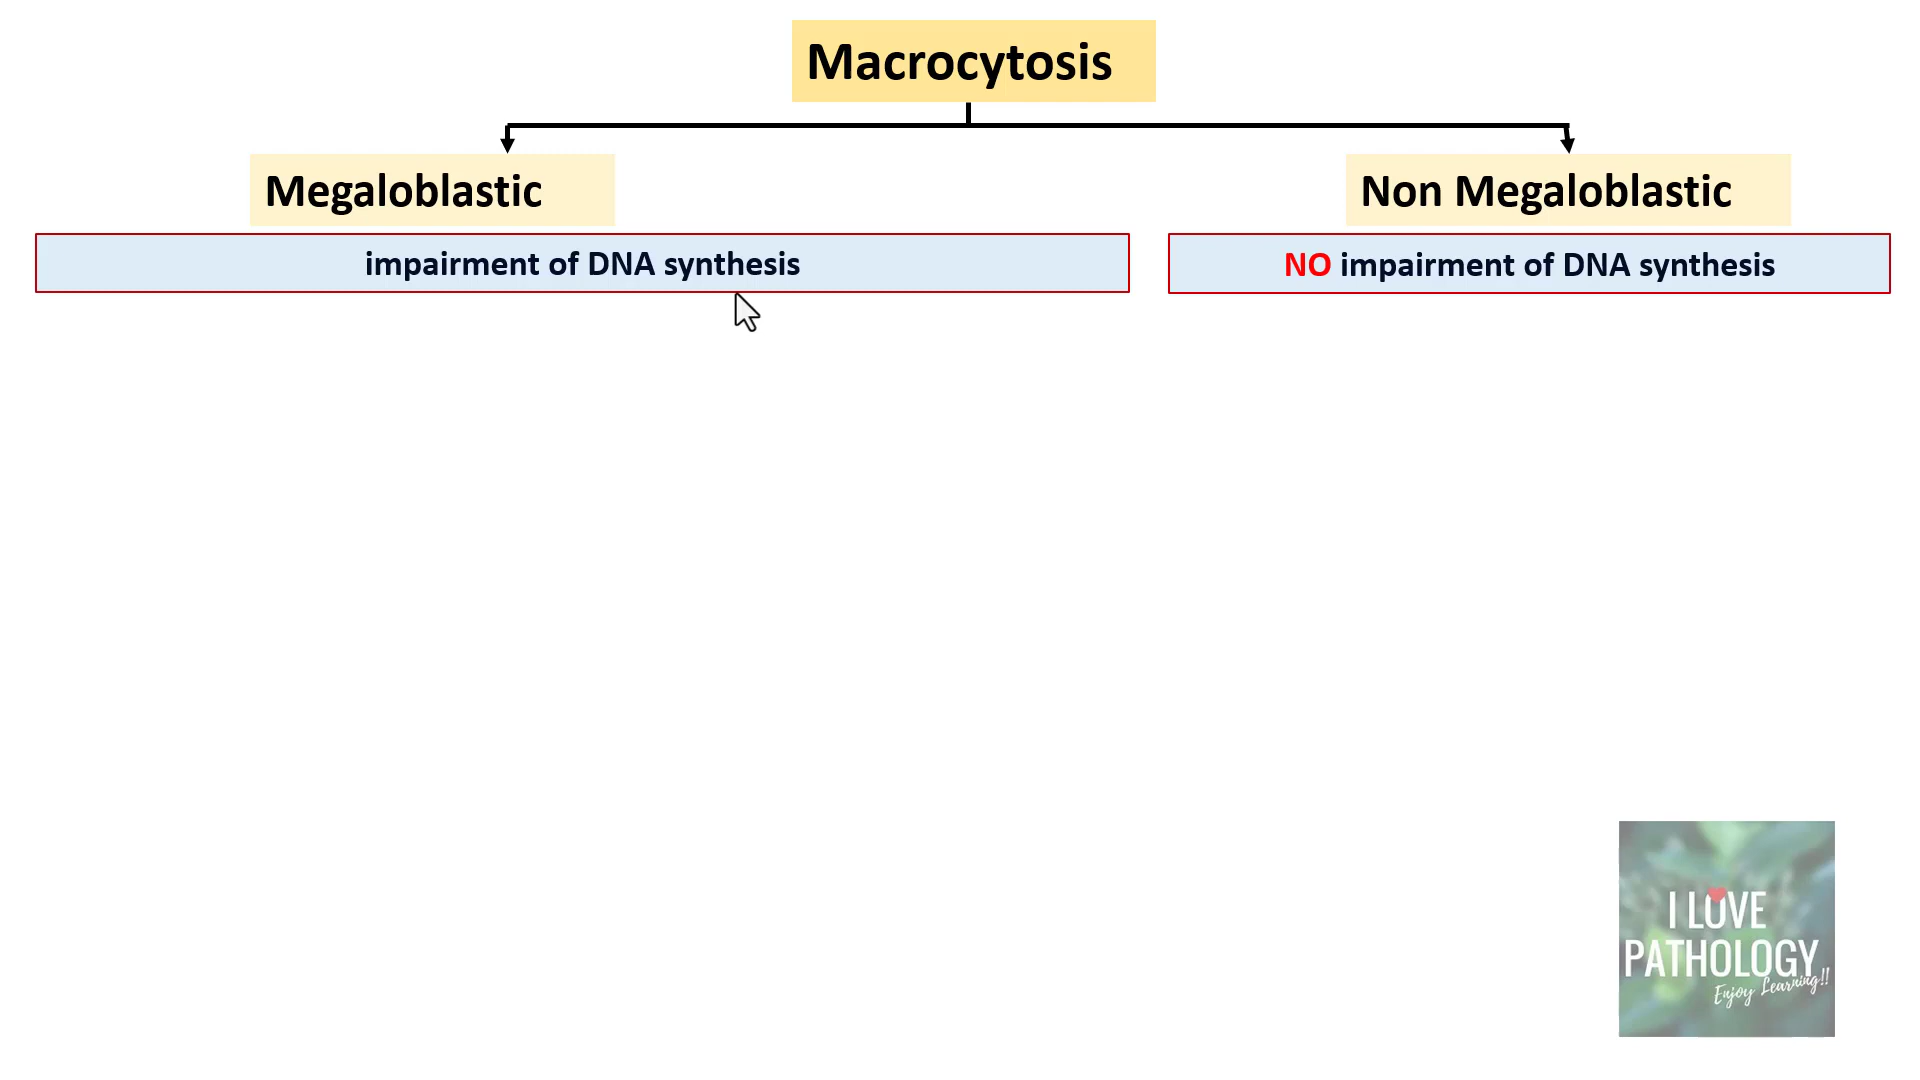 Macrocytosis
Megaloblastic
Non Megaloblastic
impairment of DNA synthesis
NO impairment of DNA synthesis
I LOVE
PATHOLOGY
Enjoy Learning!!